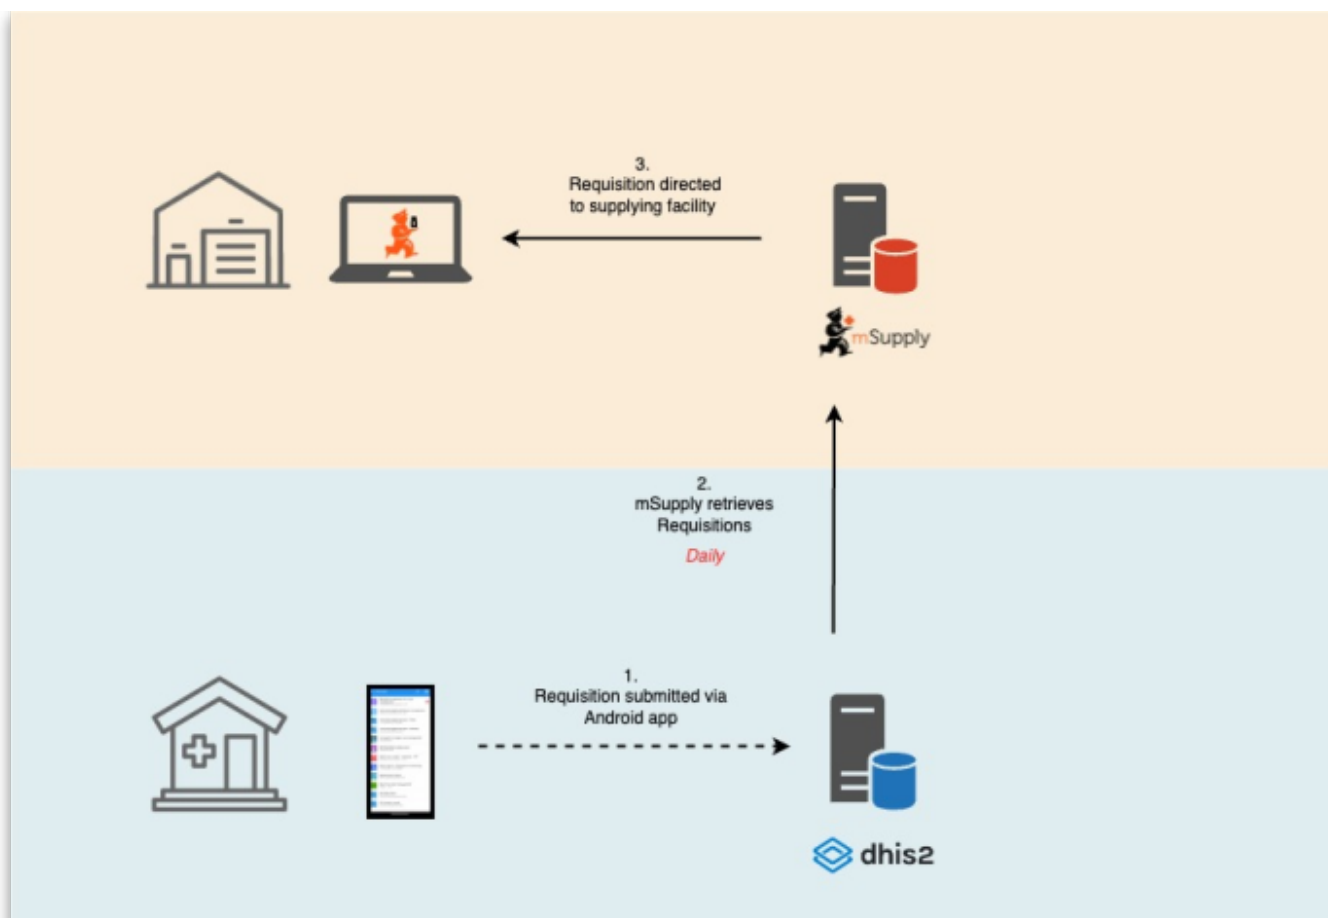 3.
Requisition directed
to supplying facility
mSupply
2.
mSupply retrieves
Requisitions
Daily
1.
Requisition submitted via
Android app
dhis2